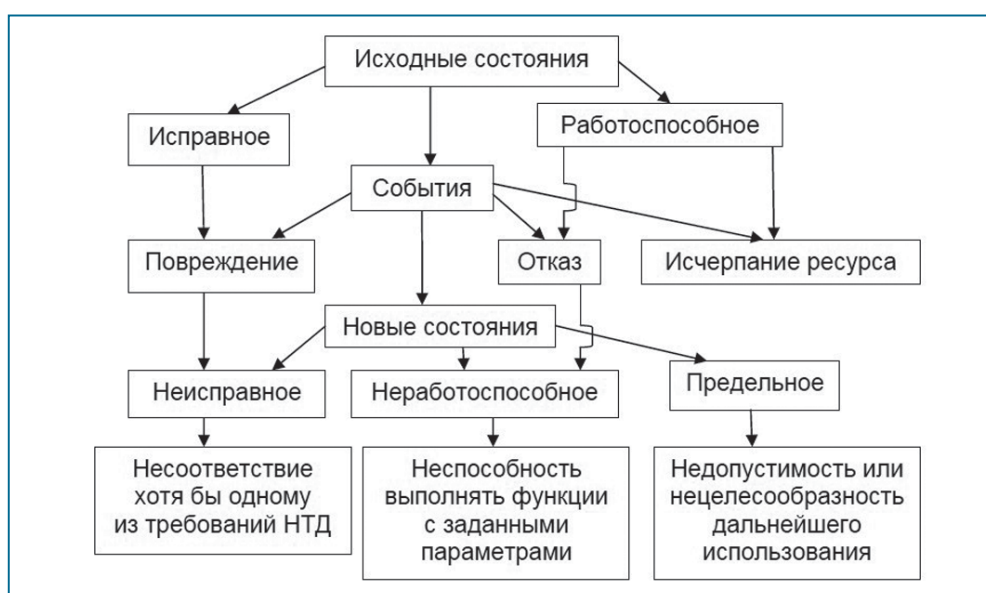 Исходные состояния
Исправное
Работоспособное
События
Повреждение
Отказ
Исчерпание ресурса
Новые состояния
Неисправное
Неработоспособное
Предельное
Несоответствие
хотя бы одному
из требований НТД
Неспособность
выполнять функции
с заданными
параметрами
Недопустимость или
нецелесообразность
дальнейшего
использования